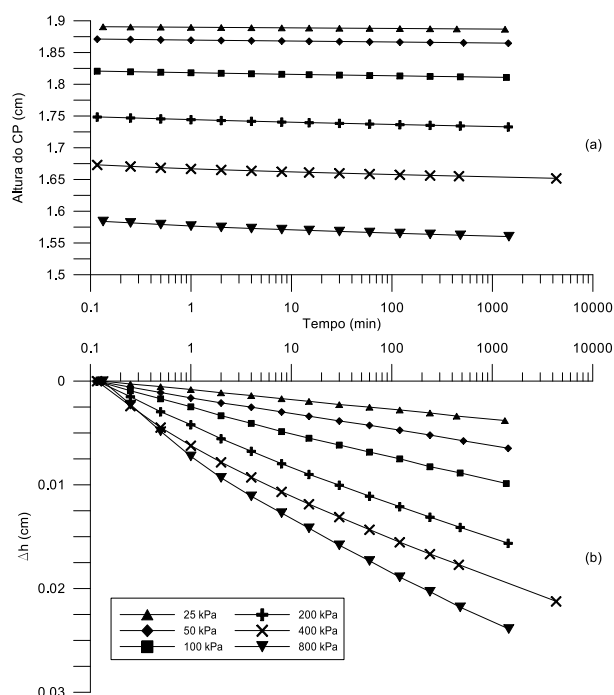 1.9
1.85
1.8
1.75
1.7
1.65
1.6
1.55
1.5
Altura do CP (cm)
(a)
0.1 1 10 100 1000 10000
Tempo (min)
0.1 1 10 100 1000 10000
0
0.01
0.02
0.03
Δh (cm)
(b)
25 kPa 200 kPa
50 kPa 400 kPa
100 kPa 800 kPa